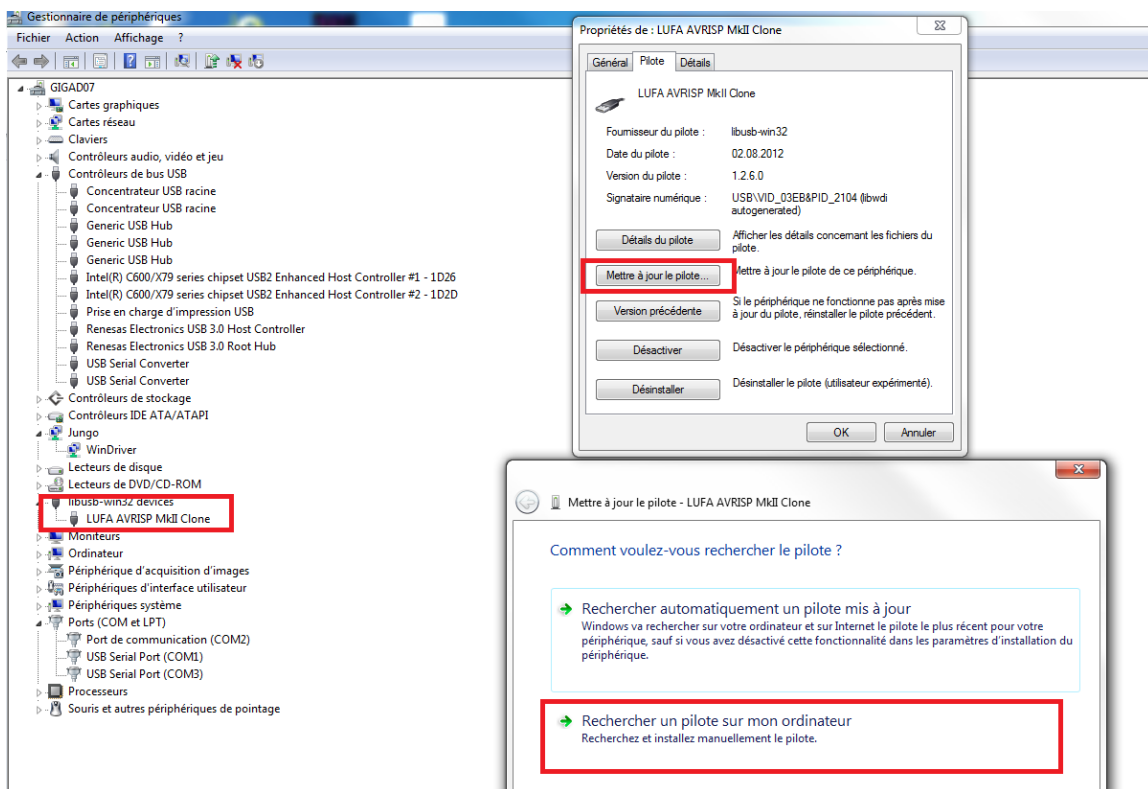 Gestionnaire de périphériques
Fichier Action Affichage ?
GIGAD07
Cartes graphiques
Cartes réseau
Claviers
Contrôleurs audio, vidéo et jeu
Contrôleurs de bus USB
Concentrateur USB racine
Concentrateur USB racine
Generic USB Hub
Generic USB Hub
Generic USB Hub
Intel(R) C600/X79 series chipset USB2 Enhanced Host Controller #1 - 1D26
Intel(R) C600/X79 series chipset USB2 Enhanced Host Controller #2 - 1D2D
Prise en charge d'impression USB
Renesas Electronics USB 3.0 Host Controller
Renesas Electronics USB 3.0 Root Hub
USB Serial Converter
USB Serial Converter
Contrôleurs de stockage
Contrôleurs IDE ATA/ATAPI
Jungo
WinDriver
Lecteurs de disque
Lecteurs de DVD/CD-ROM
libusb-win32 devices
LUFA AVRISP MkII Clone
Moniteurs
Ordinateur
Périphérique d'acquisition d'images
Périphériques d'interface utilisateur
Périphériques système
Ports (COM et LPT)
Port de communication (COM2)
USB Serial Port (COM1)
USB Serial Port (COM3)
Processeurs
Souris et autres périphériques de pointage
Propriétés de : LUFA AVRISP MkII Clone
Général Pilote Détails
LUFA AVRISP MkII Clone
Fournisseur du pilote : libusb-win32
Date du pilote : 02.08.2012
Version du pilote : 1.2.6.0
Signataire numérique : USB\VID_03EB&PID_2104 (libwdi
autogenerated)
Détails du pilote
Afficher les détails concernant les fichiers du
pilote.
Mettre à jour le pilote...
Mettre à jour le pilote de ce périphérique.
Version précédente
Si le périphérique ne fonctionne pas après mise
à jour du pilote, réinstaller le pilote précédent.
Désactiver
Désactiver le périphérique sélectionné.
Désinstaller
Désinstaller le pilote (utilisateur expérimenté).
OK Annuler
Mettre à jour le pilote - LUFA AVRISP MkII Clone
Comment voulez-vous rechercher le pilote ?
Rechercher automatiquement un pilote mis à jour
Windows va rechercher sur votre ordinateur et sur Internet le pilote le plus récent pour votre
périphérique, sauf si vous avez désactivé cette fonctionnalité dans les paramètres d'installation du
périphérique.
Rechercher un pilote sur mon ordinateur
Recherchez et installez manuellement le pilote.